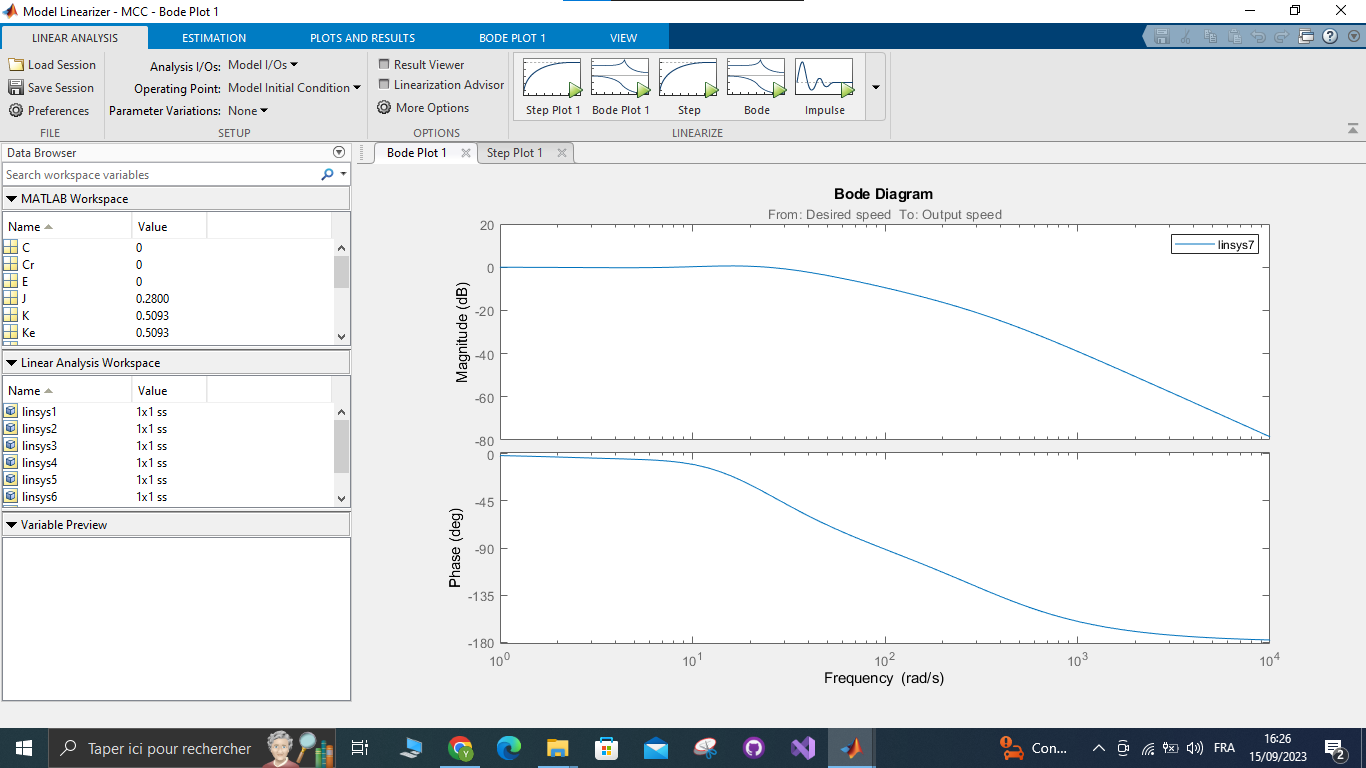 Model Linearizer - MCC - Bode Plot 1
LINEAR ANALYSIS ESTIMATION PLOTS AND RESULTS BODE PLOT 1 VIEW
Load Session
Save Session
Preferences
FILE
Analysis I/Os: Model I/Os
Operating Point: Model Initial Condition
Parameter Variations: None
SETUP
Result Viewer
Linearization Advisor
More Options
OPTIONS
Step Plot 1 Bode Plot 1 Step Bode Impulse
LINEARIZE
Data Browser
Search workspace variables
MATLAB Workspace
Name Value
C 0
Cr 0
E 0
J 0.2800
K 0.5093
Ke 0.5093
Linear Analysis Workspace
Name Value
linsys1 1x1 ss
linsys2 1x1 ss
linsys3 1x1 ss
linsys4 1x1 ss
linsys5 1x1 ss
linsys6 1x1 ss
Variable Preview
Bode Plot 1 Step Plot 1
Bode Diagram
From: Desired speed To: Output speed
linsys7
Magnitude (dB)
20
0
-20
-40
-60
-80
Phase (deg)
0
-45
-90
-135
-180
10^0 10^1 10^2 10^3 10^4
Frequency (rad/s)
Taper ici pour rechercher
Con...
FRA
16:26
15/09/2023
2